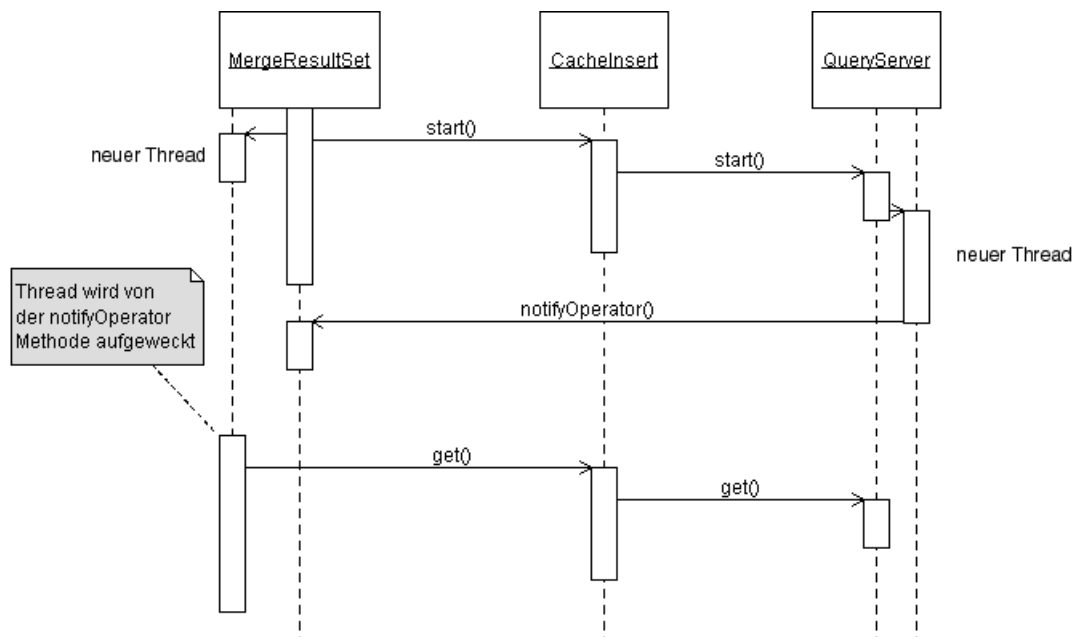 MergeResultSet
CacheInsert
QueryServer
start()
neuer Thread
start()
neuer Thread
Thread wird von
der notifyOperator
Methode aufgeweckt
notifyOperator()
get()
get()